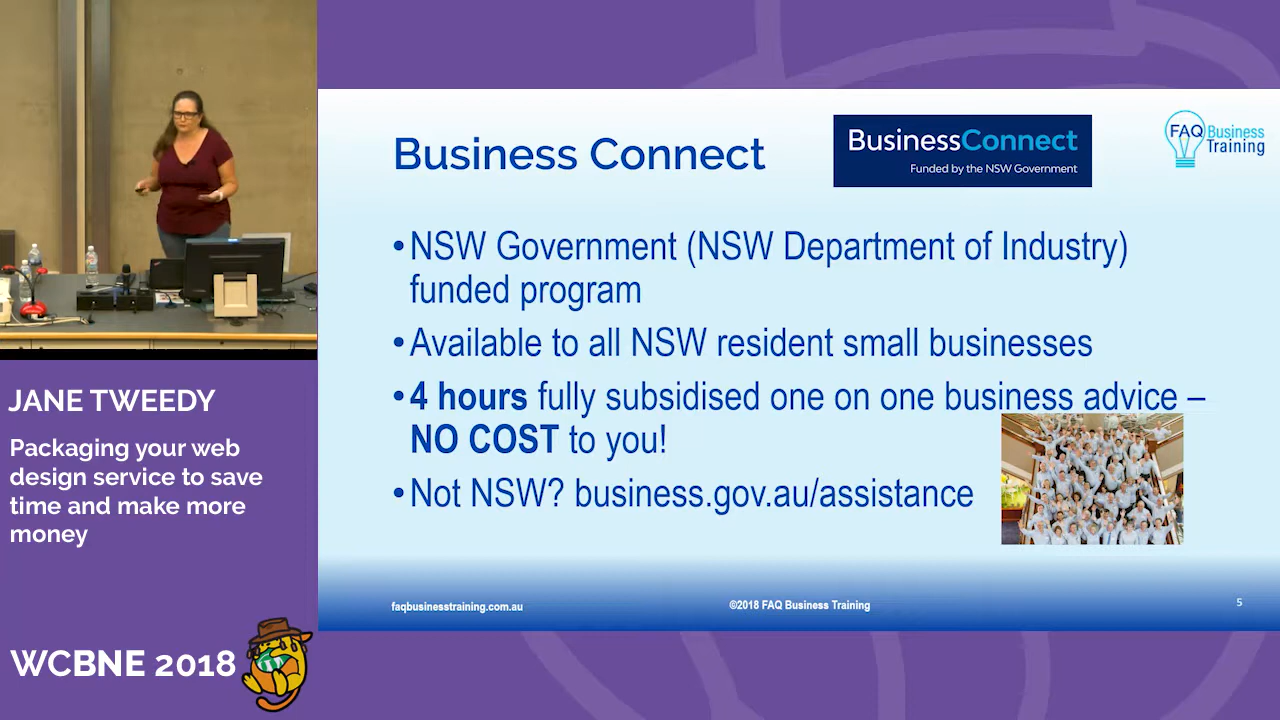 Business Connect
BusinessConnect
Funded by the NSW Government
FAQ Business
Training
•NSW Government (NSW Department of Industry)
funded program
•Available to all NSW resident small businesses
•4 hours fully subsidised one on one business advice –
NO COST to you!
•Not NSW? business.gov.au/assistance
faqbusinesstraining.com.au
©2018 FAQ Business Training
5
JANE TWEEDY
Packaging your web
design service to save
time and make more
money
WCBNE 2018